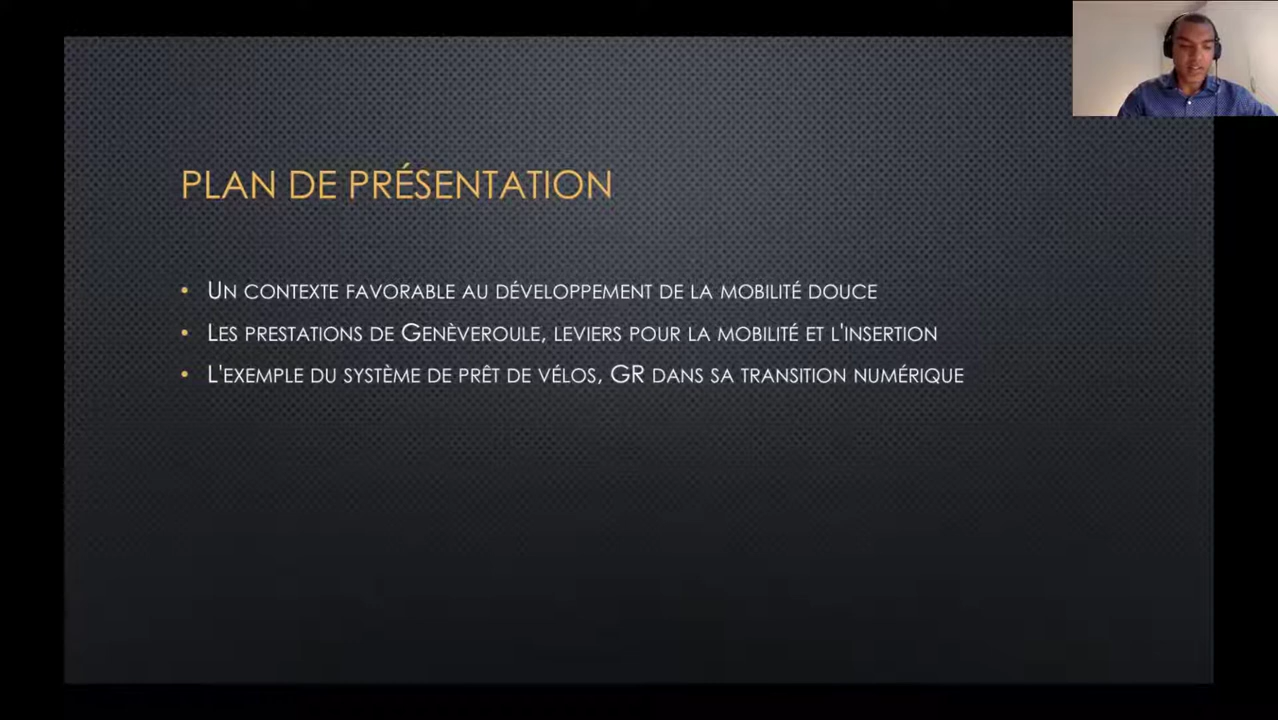 PLAN DE PRÉSENTATION
• UN CONTEXTE FAVORABLE AU DÉVELOPPEMENT DE LA MOBILITÉ DOUCE
• LES PRESTATIONS DE GENÈVEROULE, LEVIERS POUR LA MOBILITÉ ET L'INSERTION
• L'EXEMPLE DU SYSTÈME DE PRÊT DE VÉLOS, GR DANS SA TRANSITION NUMÉRIQUE